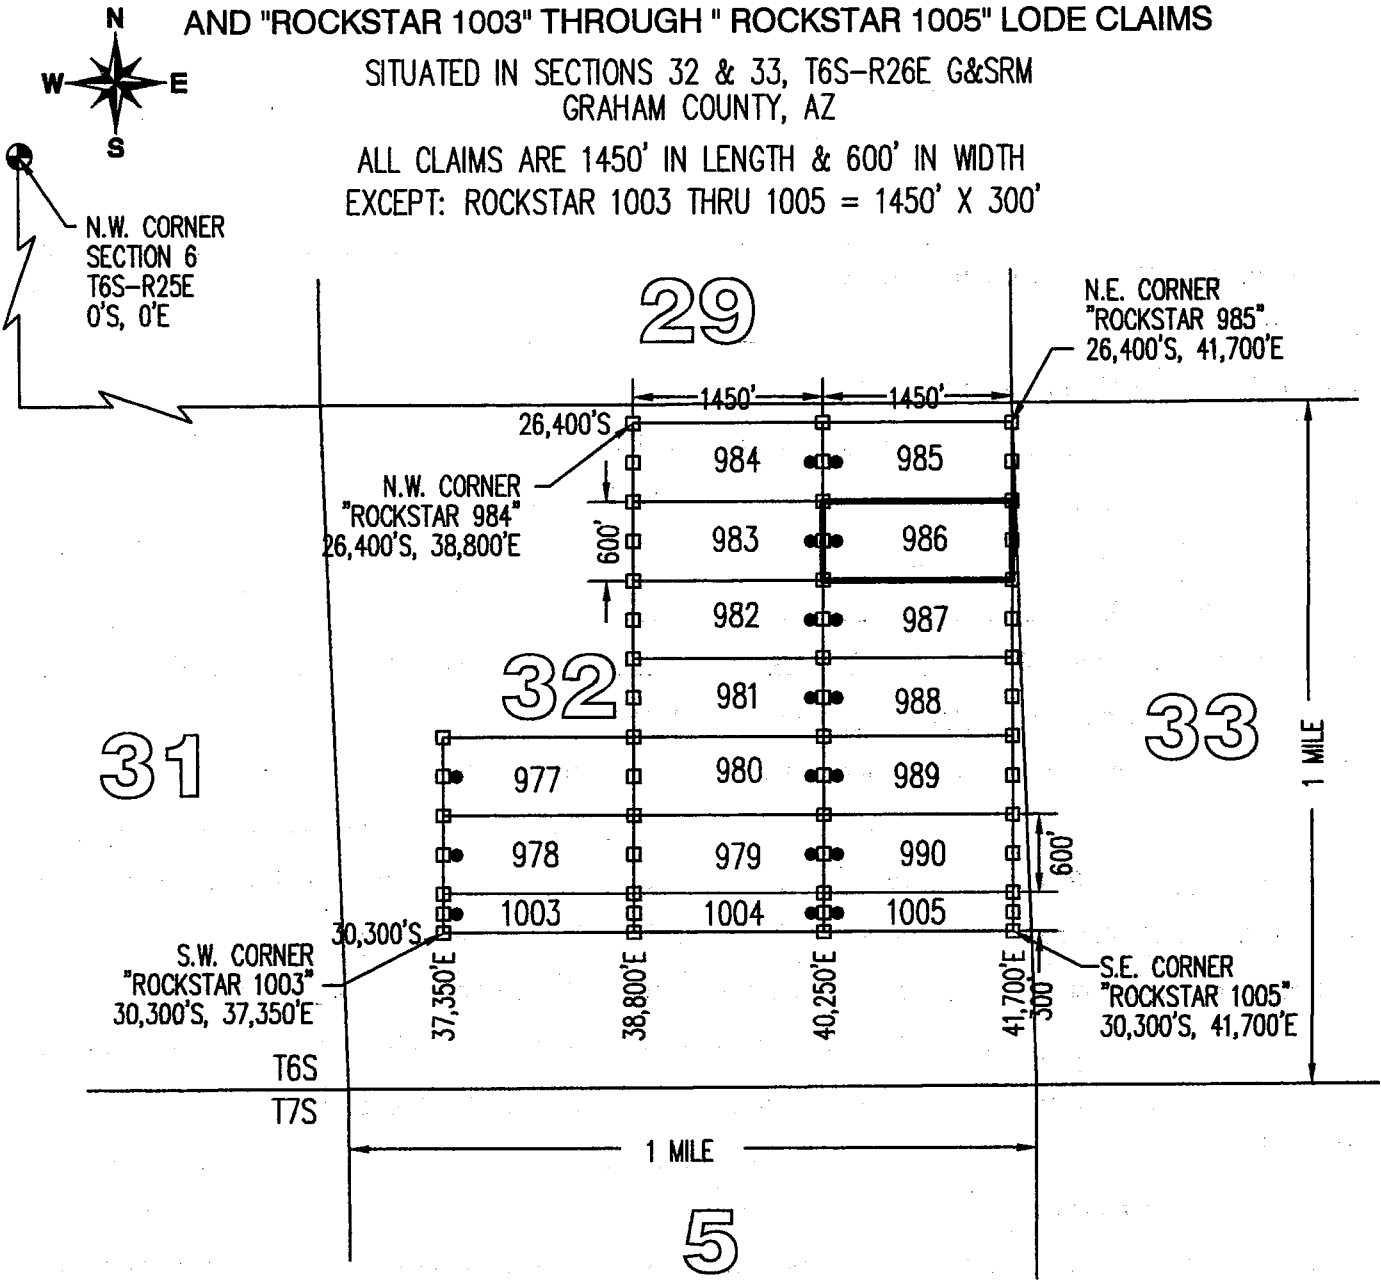 AND "ROCKSTAR 1003" THROUGH " ROCKSTAR 1005" LODE CLAIMS
N
W E
S
SITUATED IN SECTIONS 32 & 33, T6S-R26E G&SRM
GRAHAM COUNTY, AZ
ALL CLAIMS ARE 1450' IN LENGTH & 600' IN WIDTH
EXCEPT: ROCKSTAR 1003 THRU 1005 = 1450' X 300'
N.W. CORNER
SECTION 6
T6S-R25E
0'S, 0'E
29
N.E. CORNER
"ROCKSTAR 985"
26,400'S, 41,700'E
1450' 1450'
26,400'S
984 985
N.W. CORNER
"ROCKSTAR 984"
26,400'S, 38,800'E
600'
983 986
982 987
32
981 988
31
33
1 MILE
977 980 989
978 979 990
600'
1003 1004 1005
30,300'S
S.W. CORNER
"ROCKSTAR 1003"
30,300'S, 37,350'E
37,350'E
38,800'E
40,250'E
41,700'E
300'
S.E. CORNER
"ROCKSTAR 1005"
30,300'S, 41,700'E
T6S
T7S
1 MILE
5